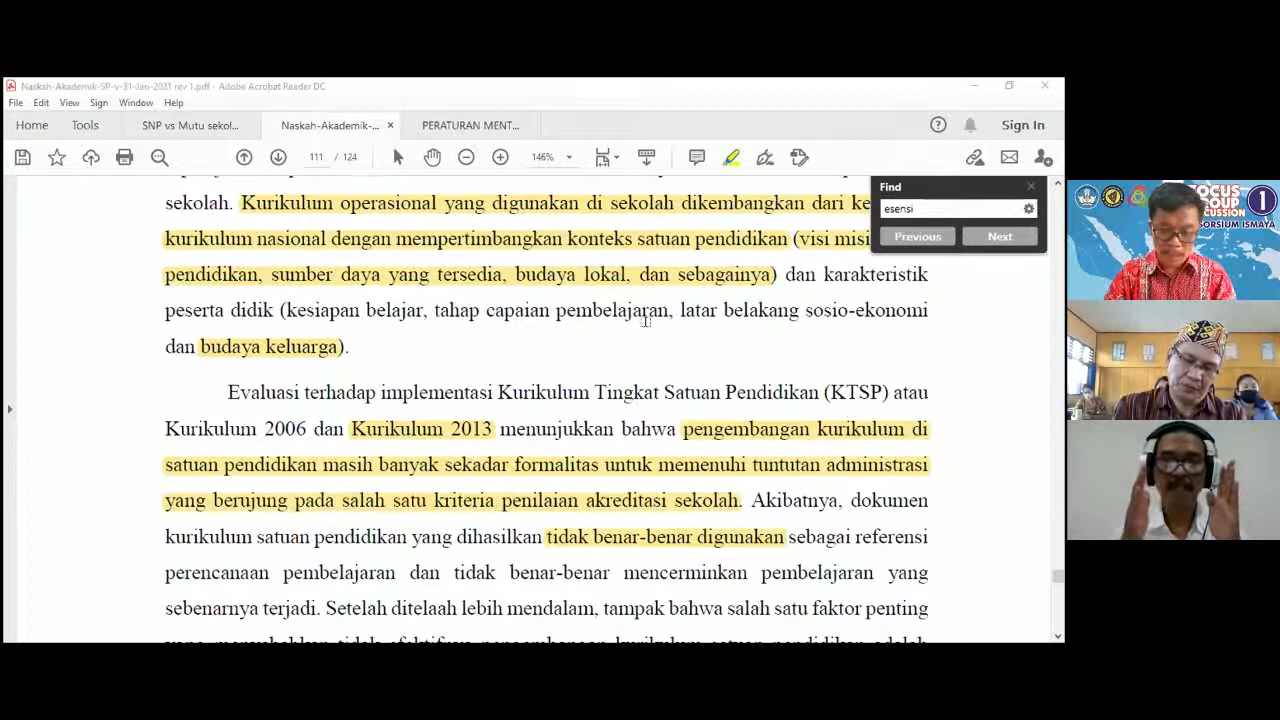 Naskah-Akademik-SP-v-31-Jan-2021 rev 1.pdf - Adobe Acrobat Reader DC
File Edit View Sign Window Help
Home Tools SNP vs Mutu sekol... Naskah-Akademik-... × PERATURAN MENT... Sign In
111 / 124 146%
Find
esensi
Previous Next
sekolah. Kurikulum operasional yang digunakan di sekolah dikembangkan dari
kurikulum nasional dengan mempertimbangkan konteks satuan pendidikan (visi
pendidikan, sumber daya yang tersedia, budaya lokal, dan sebagainya) dan karakteristik
peserta didik (kesiapan belajar, tahap capaian pembelajaran, latar belakang sosio-ekonomi
dan budaya keluarga).
Evaluasi terhadap implementasi Kurikulum Tingkat Satuan Pendidikan (KTSP) atau
Kurikulum 2006 dan Kurikulum 2013 menunjukkan bahwa pengembangan kurikulum di
satuan pendidikan masih banyak sekadar formalitas untuk memenuhi tuntutan administrasi
yang berujung pada salah satu kriteria penilaian akreditasi sekolah. Akibatnya, dokumen
kurikulum satuan pendidikan yang dihasilkan tidak benar-benar digunakan sebagai referensi
perencanaan pembelajaran dan tidak benar-benar mencerminkan pembelajaran yang
sebenarnya terjadi. Setelah ditelaah lebih mendalam, tampak bahwa salah satu faktor penting
1